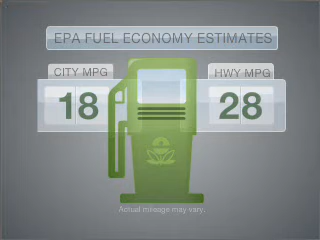 EPA FUEL ECONOMY ESTIMATES
CITY MPG
HWY MPG
18
28
Actual mileage may vary.